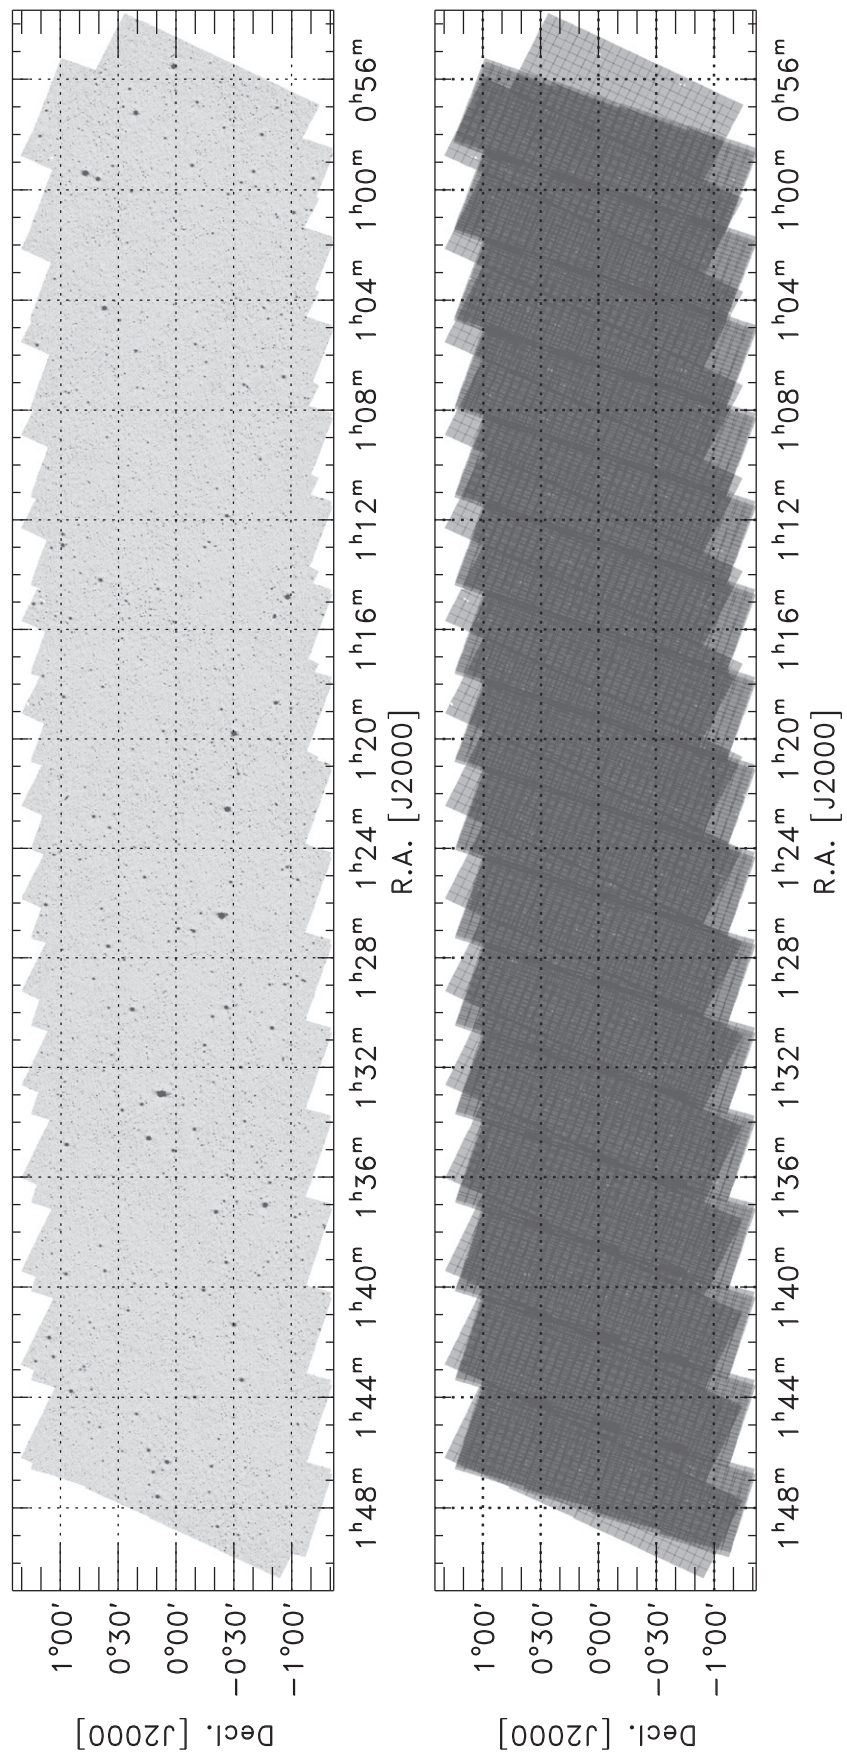 1°00'
0°30'
0°00'
−0°30'
−1°00'
Decl. [J2000]
1ʰ48ᵐ 1ʰ44ᵐ 1ʰ40ᵐ 1ʰ36ᵐ 1ʰ32ᵐ 1ʰ28ᵐ 1ʰ24ᵐ 1ʰ20ᵐ 1ʰ16ᵐ 1ʰ12ᵐ 1ʰ08ᵐ 1ʰ04ᵐ 1ʰ00ᵐ 0ʰ56ᵐ
R.A. [J2000]
1°00'
0°30'
0°00'
−0°30'
−1°00'
Decl. [J2000]
1ʰ48ᵐ 1ʰ44ᵐ 1ʰ40ᵐ 1ʰ36ᵐ 1ʰ32ᵐ 1ʰ28ᵐ 1ʰ24ᵐ 1ʰ20ᵐ 1ʰ16ᵐ 1ʰ12ᵐ 1ʰ08ᵐ 1ʰ04ᵐ 1ʰ00ᵐ 0ʰ56ᵐ
R.A. [J2000]